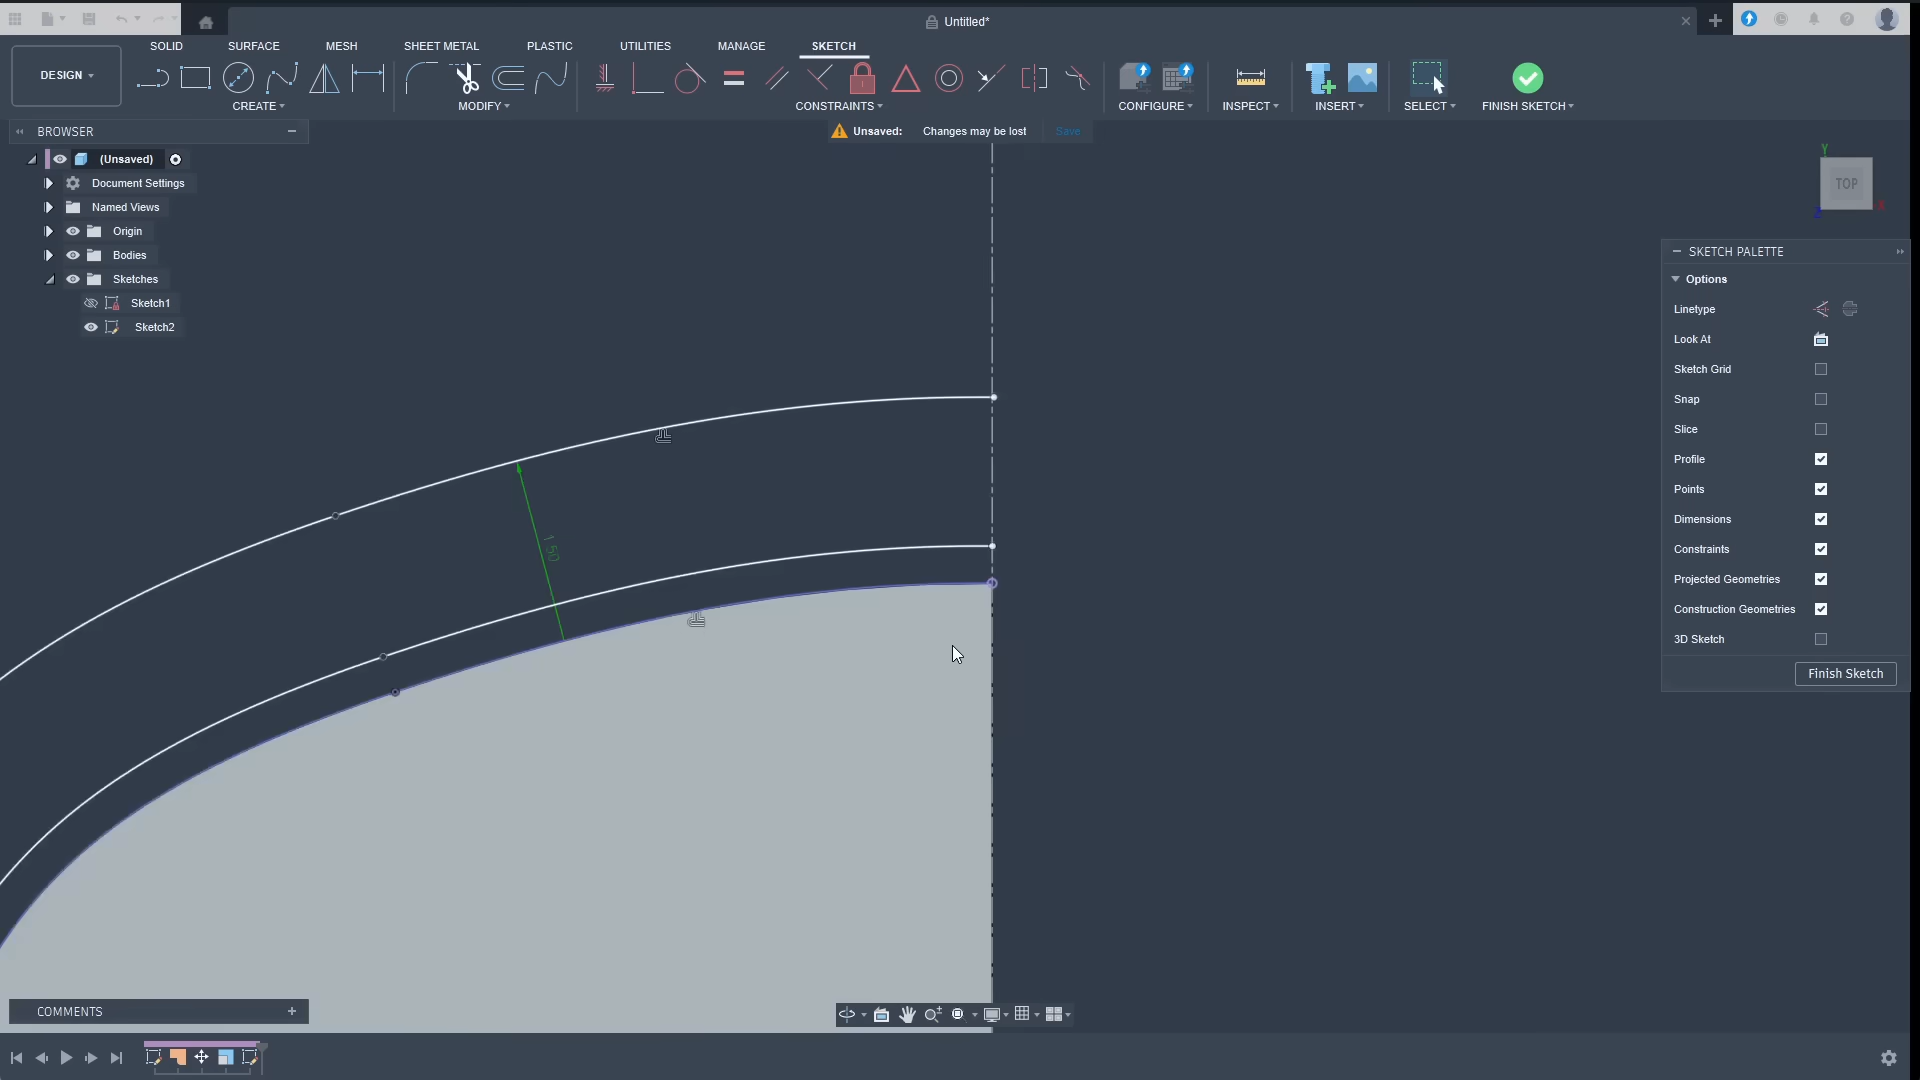 Untitled*
DESIGN
SOLID
SURFACE
MESH
SHEET METAL
PLASTIC
UTILITIES
MANAGE
SKETCH
CREATE
MODIFY
CONSTRAINTS
CONFIGURE
INSPECT
INSERT
SELECT
FINISH SKETCH
BROWSER
Unsaved: Changes may be lost Save
(Unsaved)
Document Settings
Named Views
Origin
Bodies
Sketches
Sketch1
Sketch2
Y
TOP
X
Z
SKETCH PALETTE
Options
Linetype
Look At
Sketch Grid
Snap
Slice
Profile
Points
Dimensions
Constraints
Projected Geometries
Construction Geometries
3D Sketch
Finish Sketch
1.50
COMMENTS